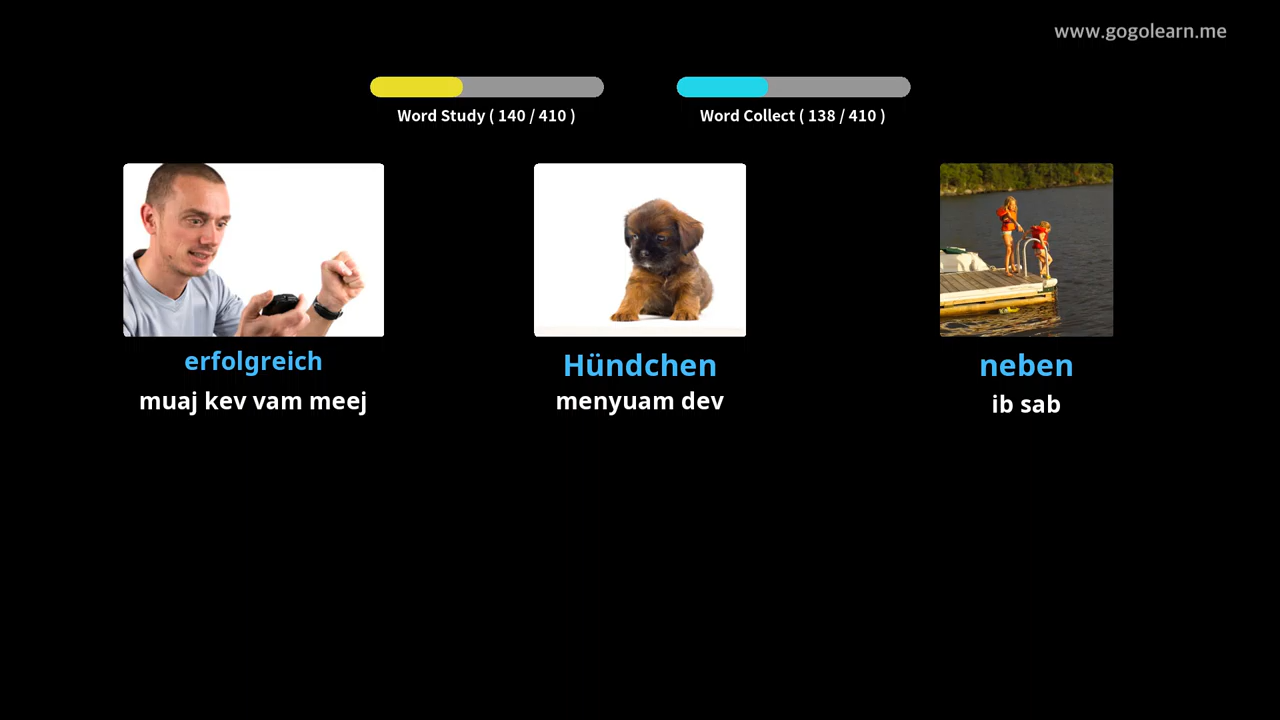 www.gogolearn.me
Word Study ( 140 / 410 )
Word Collect ( 138 / 410 )
erfolgreich
muaj kev vam meej
Hündchen
menyuam dev
neben
ib sab